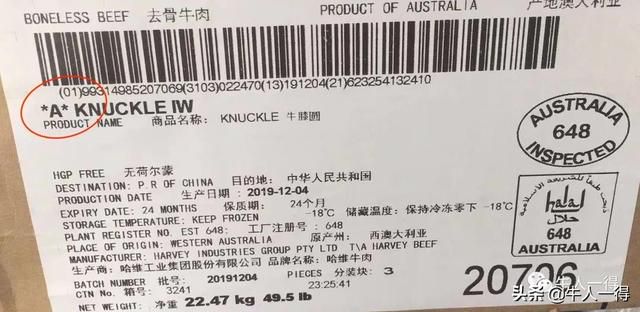 BONELESS BEEF 去骨牛肉 PRODUCT OF AUSTRALIA 产地澳大利亚
(01)99314985207069(3103)022470(13)191204(21)623254132410
*A* KNUCKLE IW
PRODUCT NAME 商品名称: KNUCKLE 牛膝圆
AUSTRALIA
648
INSPECTED
HGP FREE 无荷尔蒙
DESTINATION: P.R OF CHINA 目的地: 中华人民共和国
PRODUCTION DATE 生产日期: 2019-12-04
EXPIRY DATE: 24 MONTHS 保质期: 24个月
STORAGE TEMPERATURE: KEEP FROZEN -18℃ 储藏温度: 保持冷冻零下 -18℃
PLANT REGISTER NO. EST 648: 工厂注册号: 648
PLACE OF ORIGIN: WESTERN AUSTRALIA 原产州: 西澳大利亚
MANUFACTURER: HARVEY INDUSTRIES GROUP PTY LTD T\A HARVEY BEEF
生产商: 哈维工业集团股份有限公司 品牌名称: 哈维牛肉
halal
حلال
648
AUSTRALIA
BATCH NUMBER 批号: 20191204 PIECES 分装块: 3
CTN No. 箱号: 3241 23:25:41
NET WEIGHT: 净重 22.47 kg 49.5 lb
20706
牛人一得
头条 @牛人一得